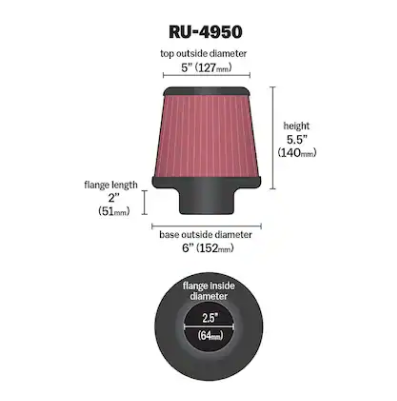 RU-4950
top outside diameter
5” (127mm)
height
5.5”
(140mm)
flange length
2”
(51mm)
base outside diameter
6” (152mm)
flange inside
diameter
2.5”
(64mm)